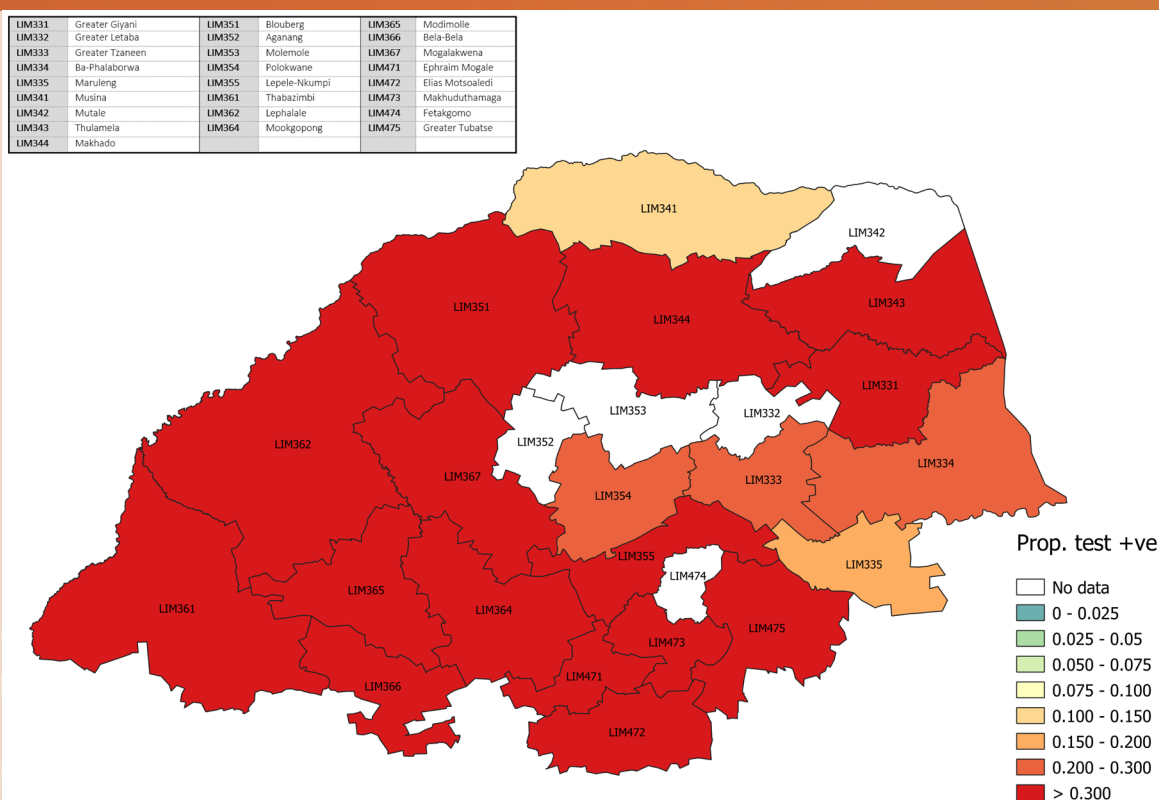 LIM331 Greater Giyani LIM351 Blouberg LIM365 Modimolle
LIM332 Greater Letaba LIM352 Aganang LIM366 Bela-Bela
LIM333 Greater Tzaneen LIM353 Molemole LIM367 Mogalakwena
LIM334 Ba-Phalaborwa LIM354 Polokwane LIM471 Ephraim Mogale
LIM335 Maruleng LIM355 Lepele-Nkumpi LIM472 Elias Motsoaledi
LIM341 Musina LIM361 Thabazimbi LIM473 Makhuduthamaga
LIM342 Mutale LIM362 Lephalale LIM474 Fetakgomo
LIM343 Thulamela LIM364 Mookgopong LIM475 Greater Tubatse
LIM344 Makhado
LIM341
LIM342
LIM351
LIM343
LIM344
LIM331
LIM353
LIM332
LIM362
LIM352
LIM334
LIM367
LIM333
LIM354
LIM355
LIM335
LIM474
LIM365
LIM361
LIM364
LIM475
LIM473
LIM471
LIM366
LIM472
Prop. test +ve
No data
0 - 0.025
0.025 - 0.05
0.050 - 0.075
0.075 - 0.100
0.100 - 0.150
0.150 - 0.200
0.200 - 0.300
> 0.300